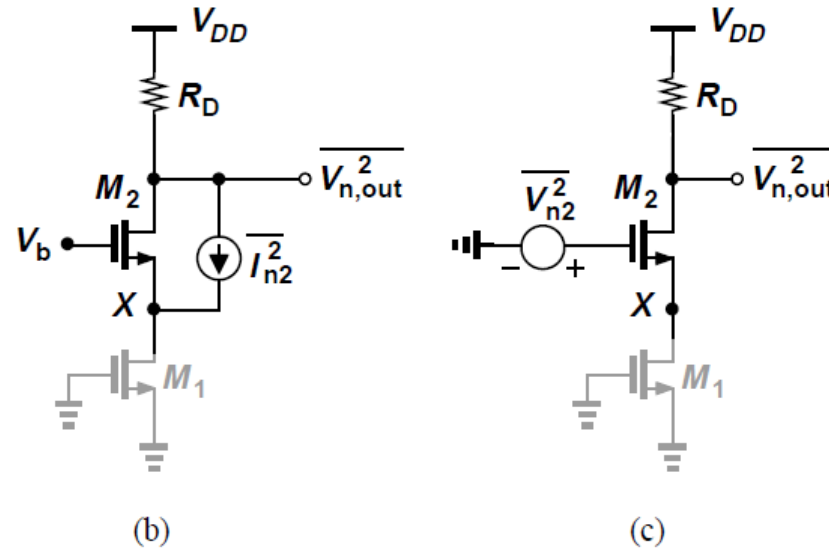 V_DD
R_D
M_2
V_n,out^2
I_n2^2
V_b
X
M_1
(b)
V_DD
R_D
M_2
V_n,out^2
V_n2^2
− +
X
M_1
(c)